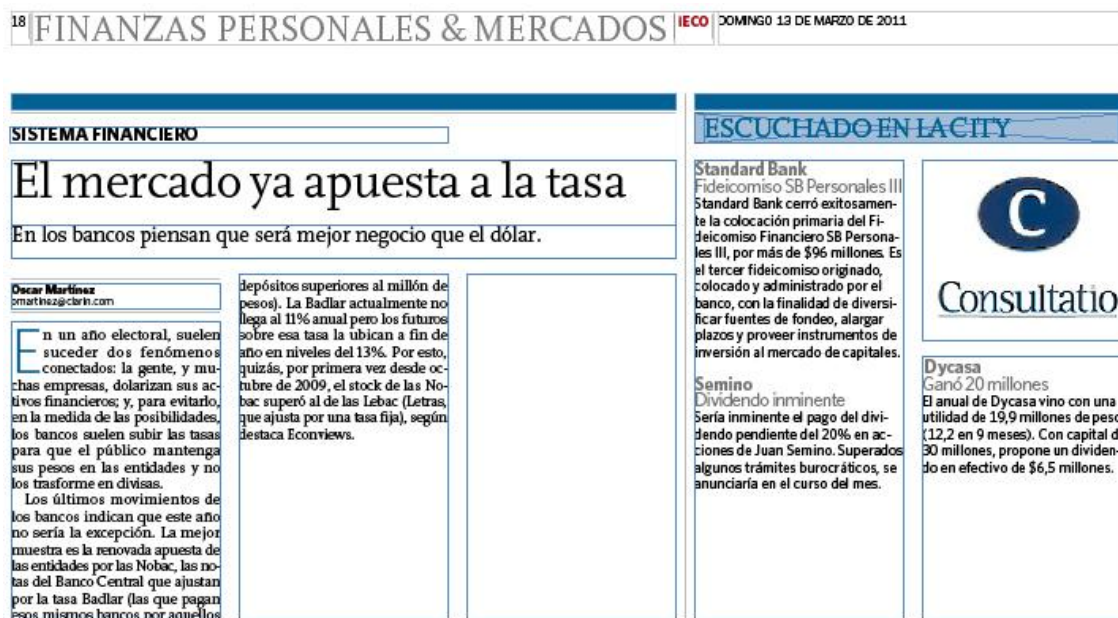 18 FINANZAS PERSONALES & MERCADOS iECO DOMINGO 13 DE MARZO DE 2011
SISTEMA FINANCIERO
El mercado ya apuesta a la tasa
En los bancos piensan que será mejor negocio que el dólar.
Oscar Martínez
omartinez@clarin.com
En un año electoral, suelen
suceder dos fenómenos
conectados: la gente, y mu-
chas empresas, dolarizan sus ac-
tivos financieros; y, para evitarlo,
en la medida de las posibilidades,
los bancos suelen subir las tasas
para que el público mantenga
sus pesos en las entidades y no
los trasforme en divisas.
Los últimos movimientos de
los bancos indican que este año
no sería la excepción. La mejor
muestra es la renovada apuesta de
las entidades por las Nobac, las no-
tas del Banco Central que ajustan
por la tasa Badlar (las que pagan
esos mismos bancos por aquellos
depósitos superiores al millón de
pesos). La Badlar actualmente no
llega al 11% anual pero los futuros
sobre esa tasa la ubican a fin de
año en niveles del 13%. Por esto,
quizás, por primera vez desde oc-
tubre de 2009, el stock de las No-
bac superó al de las Lebac (Letras,
que ajusta por una tasa fija), según
destaca Econviews.
ESCUCHADO EN LA CITY
Standard Bank
Fideicomiso SB Personales III
Standard Bank cerró exitosamen-
te la colocación primaria del Fi-
deicomiso Financiero SB Persona-
les III, por más de $96 millones. Es
el tercer fideicomiso originado,
colocado y administrado por el
banco, con la finalidad de diversi-
ficar fuentes de fondeo, alargar
plazos y proveer instrumentos de
inversión al mercado de capitales.
Semino
Dividendo inminente
Sería inminente el pago del divi-
dendo pendiente del 20% en ac-
ciones de Juan Semino. Superados
algunos trámites burocráticos, se
anunciaría en el curso del mes.
C
Consultatio
Dycasa
Ganó 20 millones
El anual de Dycasa vino con una
utilidad de 19,9 millones de peso
(12,2 en 9 meses). Con capital d
30 millones, propone un dividen-
do en efectivo de $6,5 millones.